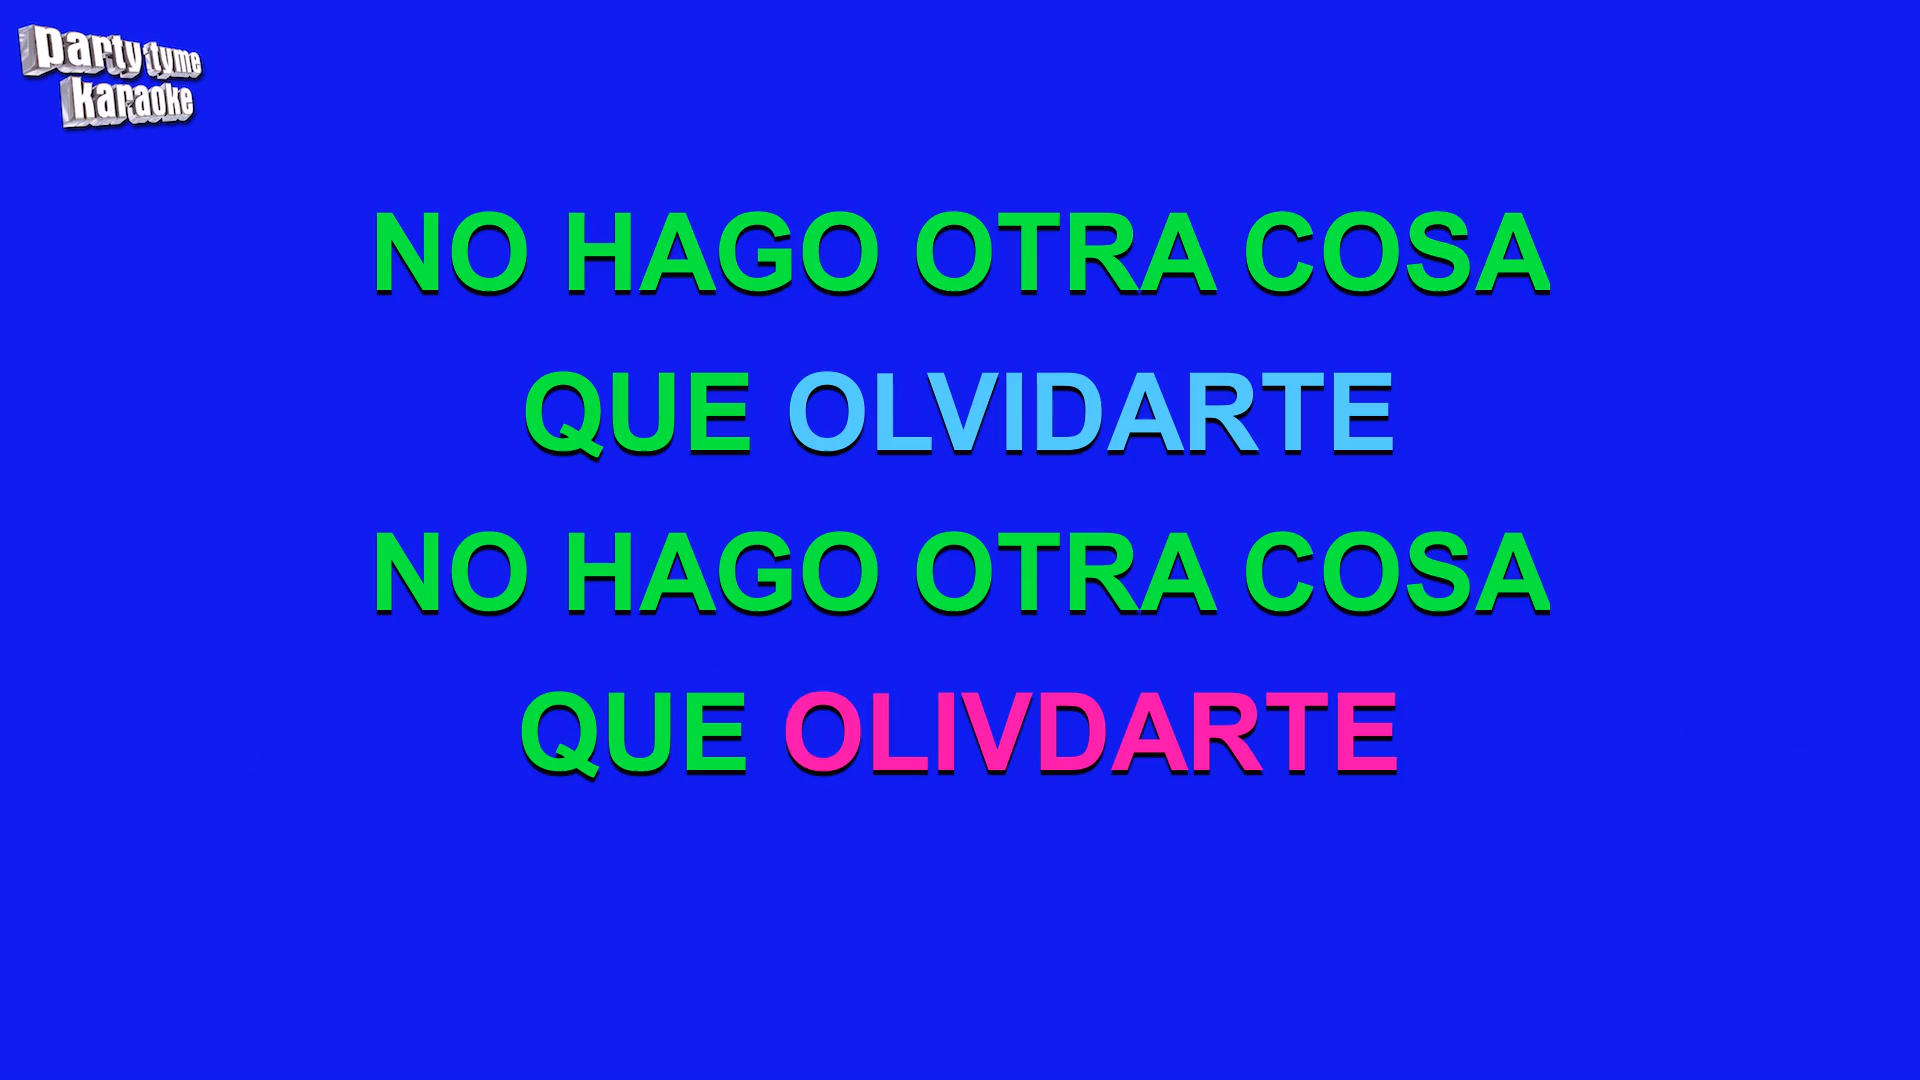 party tyme
karaoke
NO HAGO OTRA COSA
QUE OLVIDARTE
NO HAGO OTRA COSA
QUE OLIVDARTE